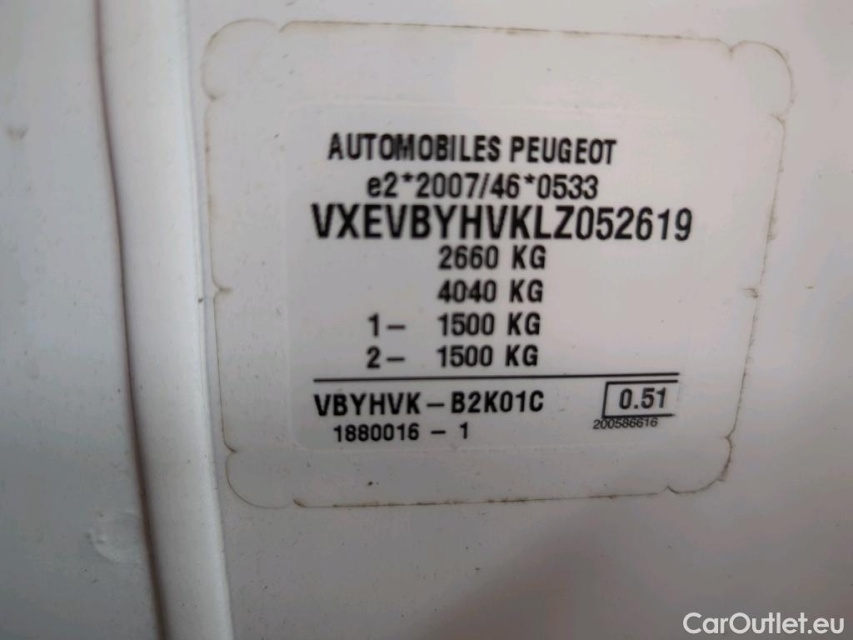 AUTOMOBILES PEUGEOT
e2*2007/46*0533
VXEVBYHVKLZ052619
2660 KG
4040 KG
1- 1500 KG
2- 1500 KG
VBYHVK-B2K01C 0.51
200586616
1880016 - 1
CarOutlet.eu